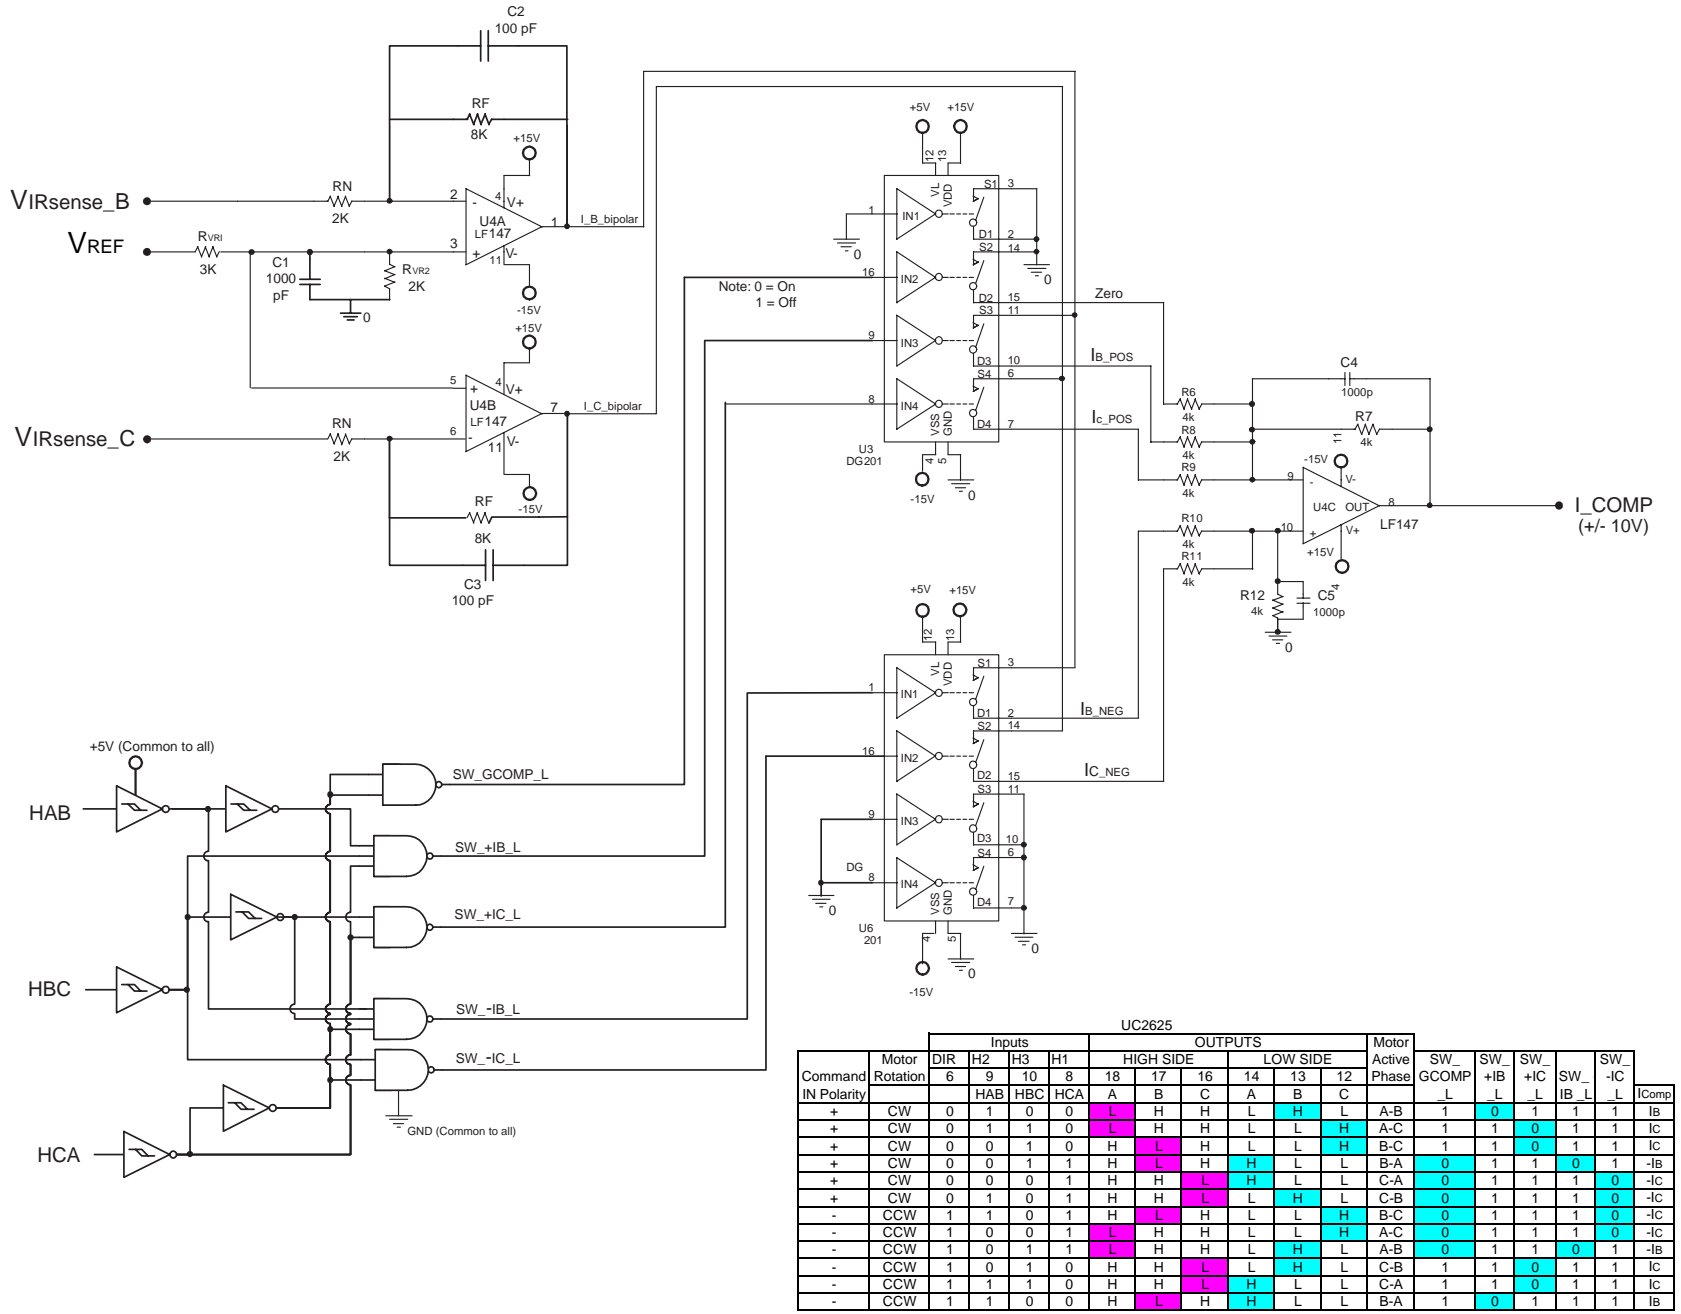 C2
100 pF
RF
8K
+15V
VIRsense_B
RN
2K
2
-
4
V+
U4A
LF147
1
I_B_bipolar
VREF
RVR1
3K
3
+
11
V-
C1
1000
pF
RVR2
2K
0
-15V
+15V
5
+
4
V+
U4B
LF147
7
I_C_bipolar
VIRsense_C
RN
2K
6
-
V-
11
-15V
RF
8K
C3
100 pF
+5V
+15V
12
13
VL
VDD
S1
3
1
IN1
0
D1
2
S2
14
0
16
IN2
Note: 0 = On
1 = Off
D2
15
Zero
S3
11
9
IN3
D3
10
IB_POS
S4
6
8
IN4
D4
7
IC_POS
VSS
GND
U3
DG201
4
5
-15V
0
R6
4k
R8
4k
R9
4k
C4
1000p
R7
4k
11
-15V
9
-
V-
U4C
OUT
8
LF147
10
+
V+
+15V
4
I_COMP
(+/- 10V)
R10
4k
R11
4k
R12
4k
C5
1000p
0
+5V
+15V
12
13
VL
VDD
S1
3
1
IN1
D1
2
IB_NEG
S2
14
16
IN2
D2
15
IC_NEG
S3
11
9
IN3
D3
10
S4
6
DG
8
IN4
D4
7
0
VSS
GND
U6
201
4
5
-15V
0
0
+5V (Common to all)
HAB
SW_GCOMP_L
SW_+IB_L
SW_+IC_L
HBC
SW_-IB_L
SW_-IC_L
GND (Common to all)
HCA
UC2625
Inputs OUTPUTS Motor
Motor DIR H2 H3 H1 HIGH SIDE LOW SIDE Active SW_ SW_ SW_ SW_
Command Rotation 6 9 10 8 18 17 16 14 13 12 Phase GCOMP +IB +IC SW_ -IC
IN Polarity HAB HBC HCA A B C A B C _L _L _L IB _L _L IComp
+ CW 0 1 0 0 L H H L H L A-B 1 0 1 1 1 IB
+ CW 0 1 1 0 L H H L L H A-C 1 1 0 1 1 IC
+ CW 0 0 1 0 H L H L L H B-C 1 1 0 1 1 IC
+ CW 0 0 1 1 H L H H L L B-A 0 1 1 0 1 -IB
+ CW 0 0 0 1 H H L H L L C-A 0 1 1 1 0 -IC
+ CW 0 1 0 1 H H L L H L C-B 0 1 1 1 0 -IC
- CCW 1 1 0 1 H L H L L H B-C 0 1 1 1 0 -IC
- CCW 1 0 0 1 L H H L L H A-C 0 1 1 1 0 -IC
- CCW 1 0 1 1 L H H L H L A-B 0 1 1 0 1 -IB
- CCW 1 0 1 0 H H L L H L C-B 1 1 0 1 1 IC
- CCW 1 1 1 0 H H L H L L C-A 1 1 0 1 1 IC
- CCW 1 1 0 0 H L H H L L B-A 1 0 1 1 1 IB